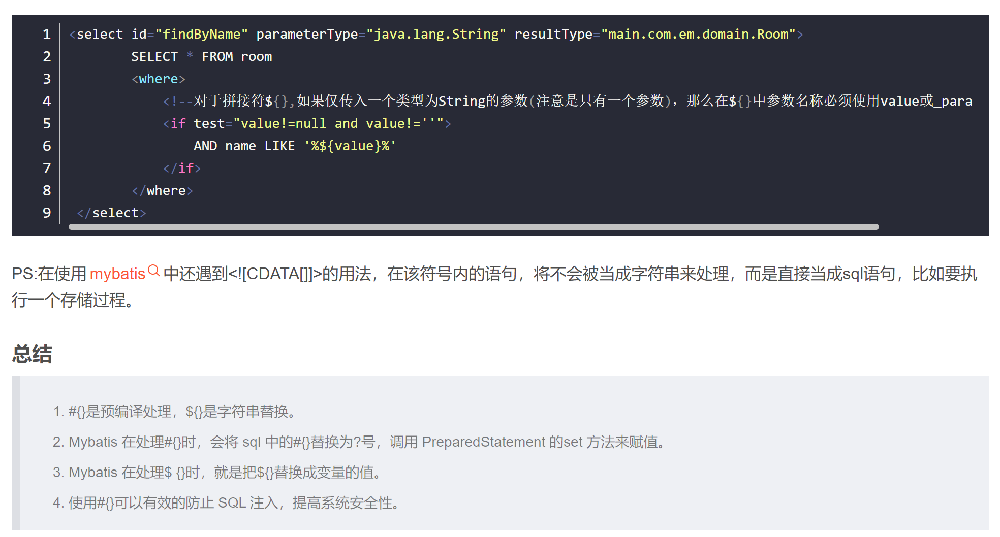 1 <select id="findByName" parameterType="java.lang.String" resultType="main.com.em.domain.Room">
2 SELECT * FROM room
3 <where>
4 <!--对于拼接符${},如果仅传入一个类型为String的参数(注意是只有一个参数)，那么在${}中参数名称必须使用value或_para
5 <if test="value!=null and value!=''">
6 AND name LIKE '%${value}%'
7 </if>
8 </where>
9 </select>
PS:在使用 mybatis 中还遇到<![CDATA[]]>的用法，在该符号内的语句，将不会被当成字符串来处理，而是直接当成sql语句，比如要执
行一个存储过程。
总结
1. #{}是预编译处理，${}是字符串替换。
2. Mybatis 在处理#{}时，会将 sql 中的#{}替换为?号，调用 PreparedStatement 的set 方法来赋值。
3. Mybatis 在处理$ {}时，就是把${}替换成变量的值。
4. 使用#{}可以有效的防止 SQL 注入，提高系统安全性。